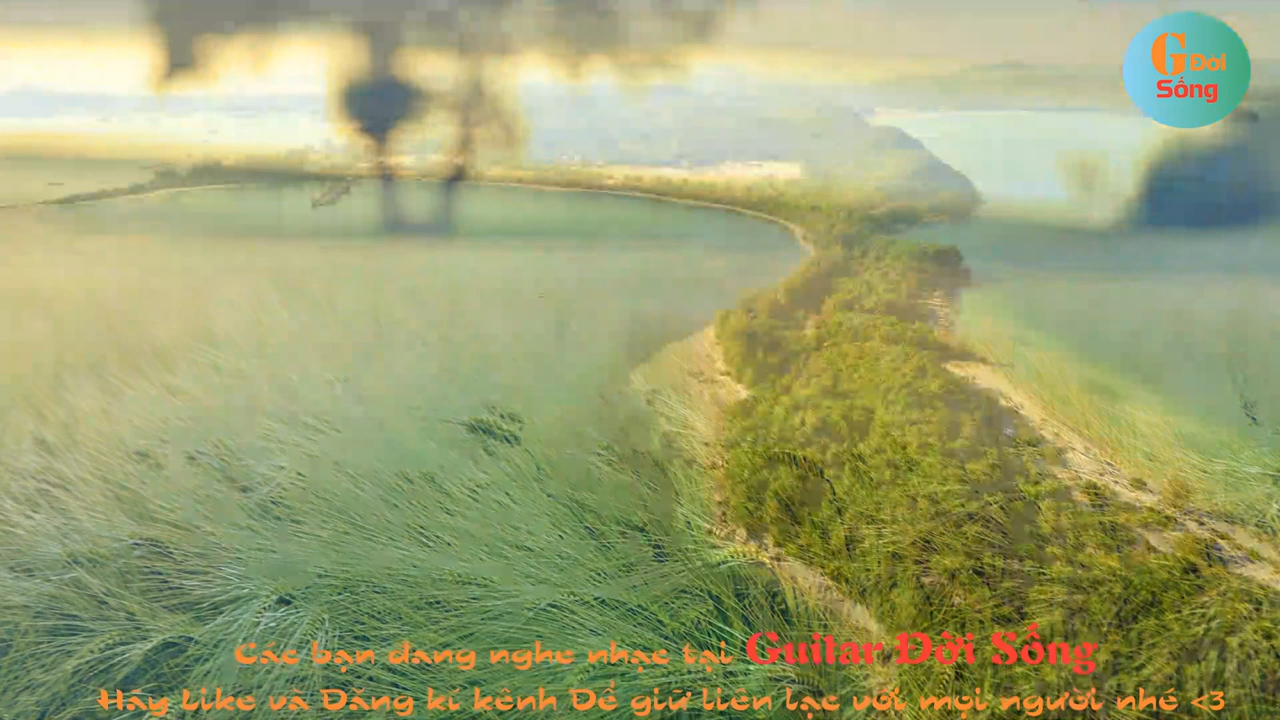 G Đời
Sống
Các bạn đang nghe nhạc tại Guitar Đời Sống
Hãy Like và Đăng kí kênh Để giữ liên lạc với mọi người nhé <3